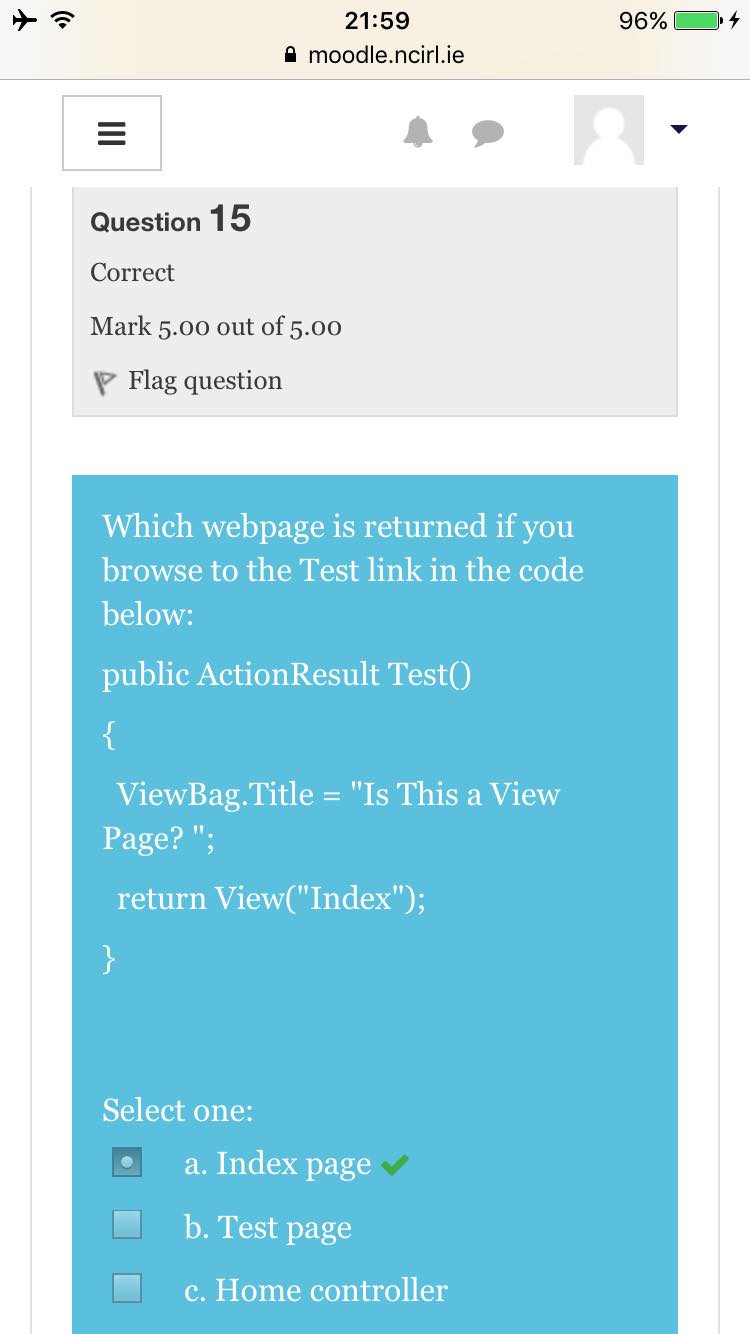 21:59
96%
moodle.ncirl.ie
Question 15
Correct
Mark 5.00 out of 5.00
Flag question
Which webpage is returned if you
browse to the Test link in the code
below:
public ActionResult Test()
{
ViewBag.Title = "Is This a View
Page? ";
return View("Index");
}
Select one:
a. Index page
b. Test page
c. Home controller